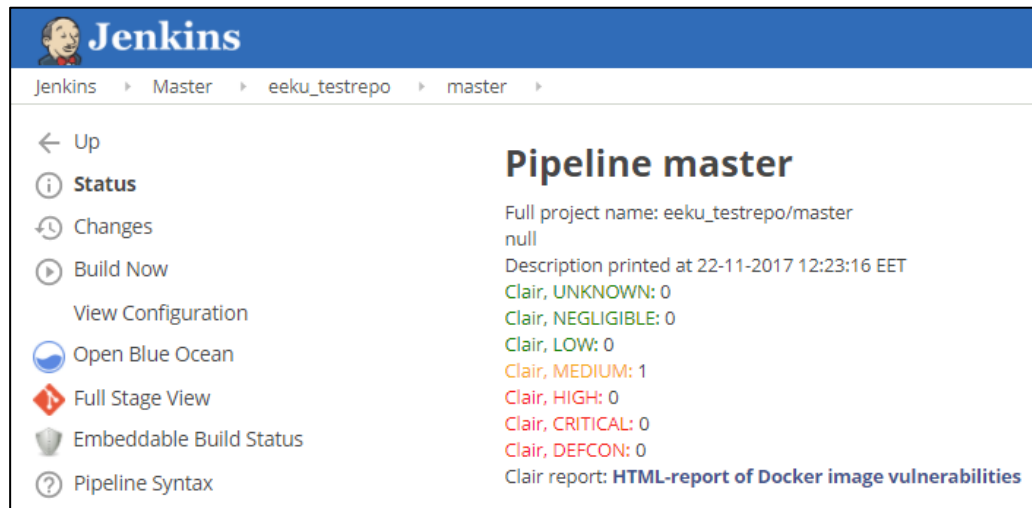 Jenkins
Jenkins Master eeku_testrepo master
Up
Status
Changes
Build Now
View Configuration
Open Blue Ocean
Full Stage View
Embeddable Build Status
Pipeline Syntax
Pipeline master
Full project name: eeku_testrepo/master
null
Description printed at 22-11-2017 12:23:16 EET
Clair, UNKNOWN: 0
Clair, NEGLIGIBLE: 0
Clair, LOW: 0
Clair, MEDIUM: 1
Clair, HIGH: 0
Clair, CRITICAL: 0
Clair, DEFCON: 0
Clair report: HTML-report of Docker image vulnerabilities